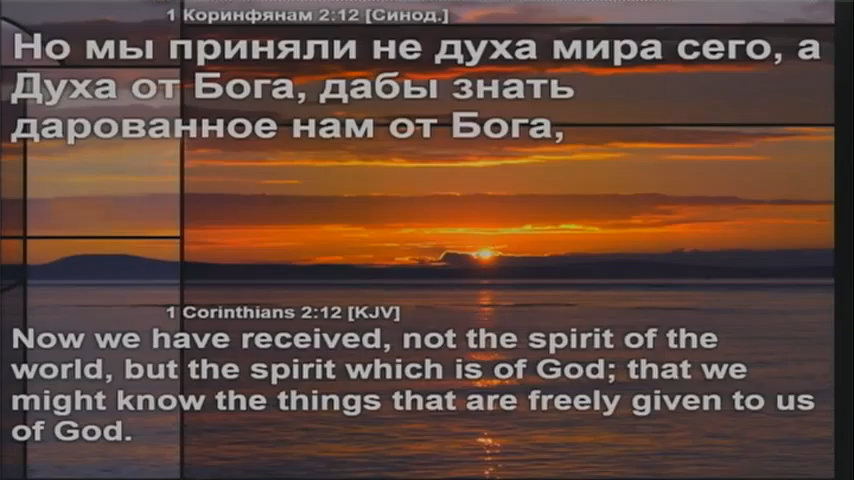 1 Коринфянам 2:12 [Синод.]
Но мы приняли не духа мира сего, а
Духа от Бога, дабы знать
дарованное нам от Бога,
1 Corinthians 2:12 [KJV]
Now we have received, not the spirit of the
world, but the spirit which is of God; that we
might know the things that are freely given to us
of God.